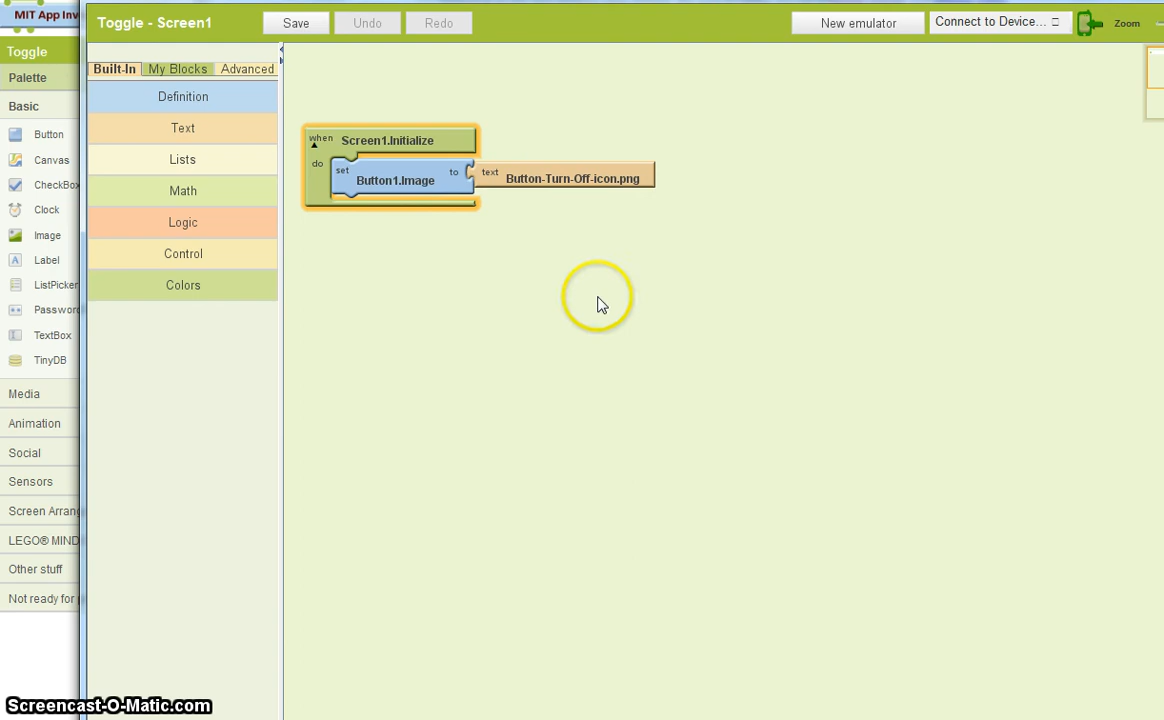 MIT App Inv
Toggle - Screen1
Save
Undo
Redo
New emulator
Connect to Device...
Zoom
Toggle
Palette
Basic
Button
Canvas
CheckBox
Clock
Image
Label
ListPicker
Password
TextBox
TinyDB
Media
Animation
Social
Sensors
Screen Arrang
LEGO® MIND
Other stuff
Not ready for p
Built-In
My Blocks
Advanced
Definition
Text
Lists
Math
Logic
Control
Colors
when Screen1.Initialize
do set Button1.Image to text Button-Turn-Off-icon.png
Screencast-O-Matic.com